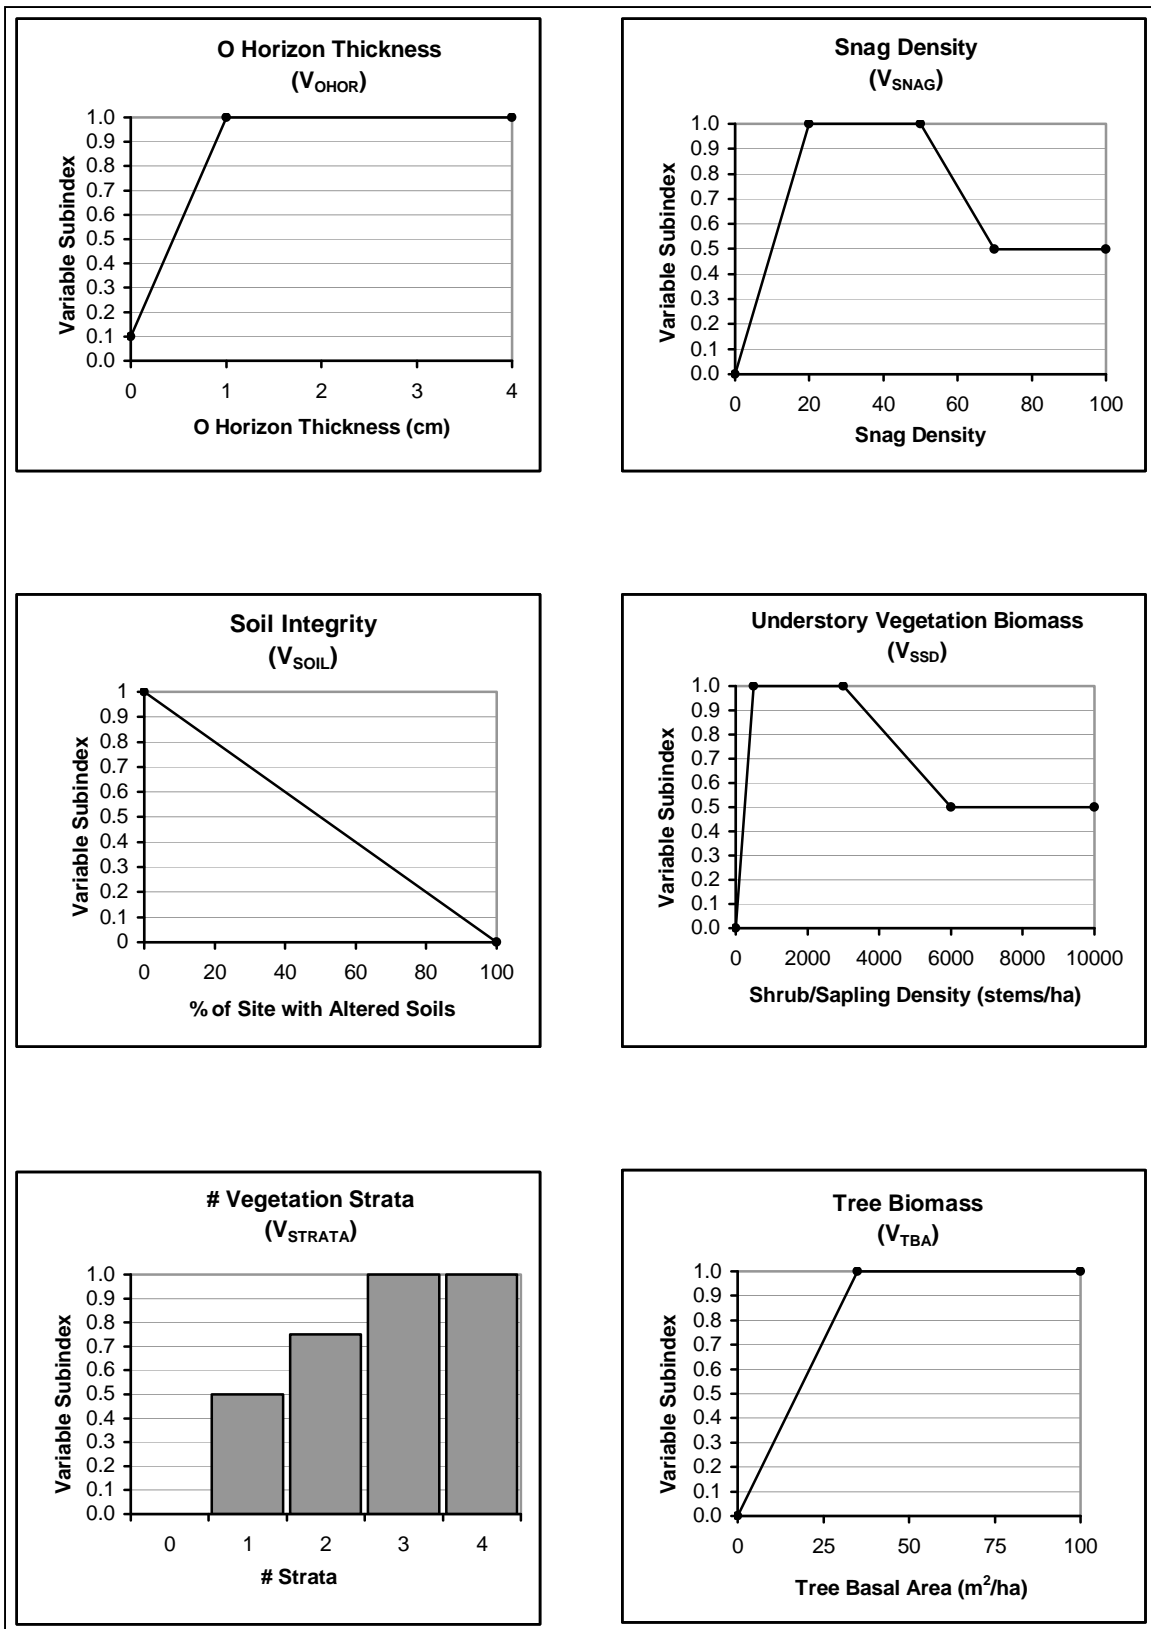 O Horizon Thickness
(V_OHOR)
1.0
0.9
0.8
0.7
0.6
0.5
0.4
0.3
0.2
0.1
0.0
Variable Subindex
0 1 2 3 4
O Horizon Thickness (cm)
Snag Density
(V_SNAG)
1.0
0.9
0.8
0.7
0.6
0.5
0.4
0.3
0.2
0.1
0.0
Variable Subindex
0 20 40 60 80 100
Snag Density
Soil Integrity
(V_SOIL)
1
0.9
0.8
0.7
0.6
0.5
0.4
0.3
0.2
0.1
0
Variable Subindex
0 20 40 60 80 100
% of Site with Altered Soils
Understory Vegetation Biomass
(V_SSD)
1.0
0.9
0.8
0.7
0.6
0.5
0.4
0.3
0.2
0.1
0.0
Variable Subindex
0 2000 4000 6000 8000 10000
Shrub/Sapling Density (stems/ha)
# Vegetation Strata
(V_STRATA)
1.0
0.9
0.8
0.7
0.6
0.5
0.4
0.3
0.2
0.1
0.0
Variable Subindex
0 1 2 3 4
# Strata
Tree Biomass
(V_TBA)
1.0
0.9
0.8
0.7
0.6
0.5
0.4
0.3
0.2
0.1
0.0
Variable Subindex
0 25 50 75 100
Tree Basal Area (m²/ha)